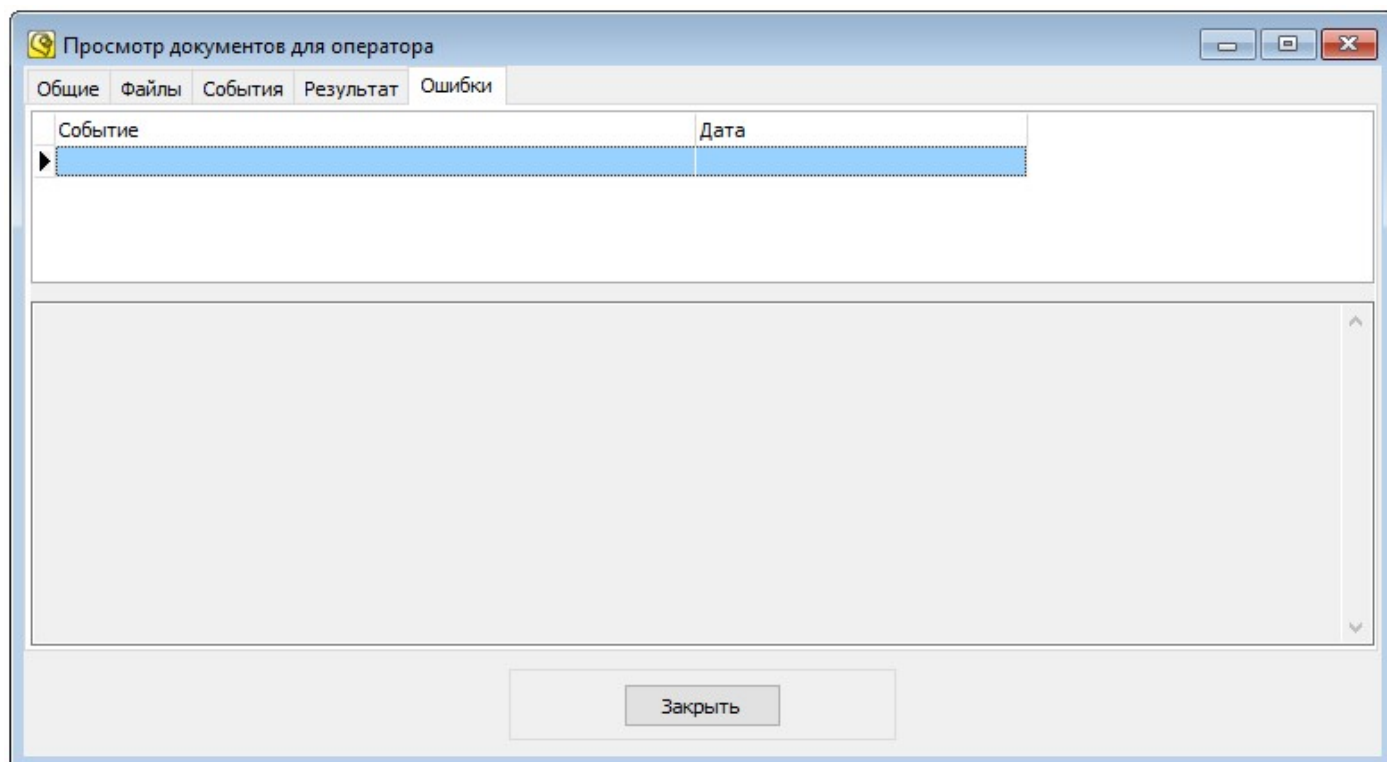 Просмотр документов для оператора
Общие Файлы События Результат Ошибки
Событие Дата
Закрыть